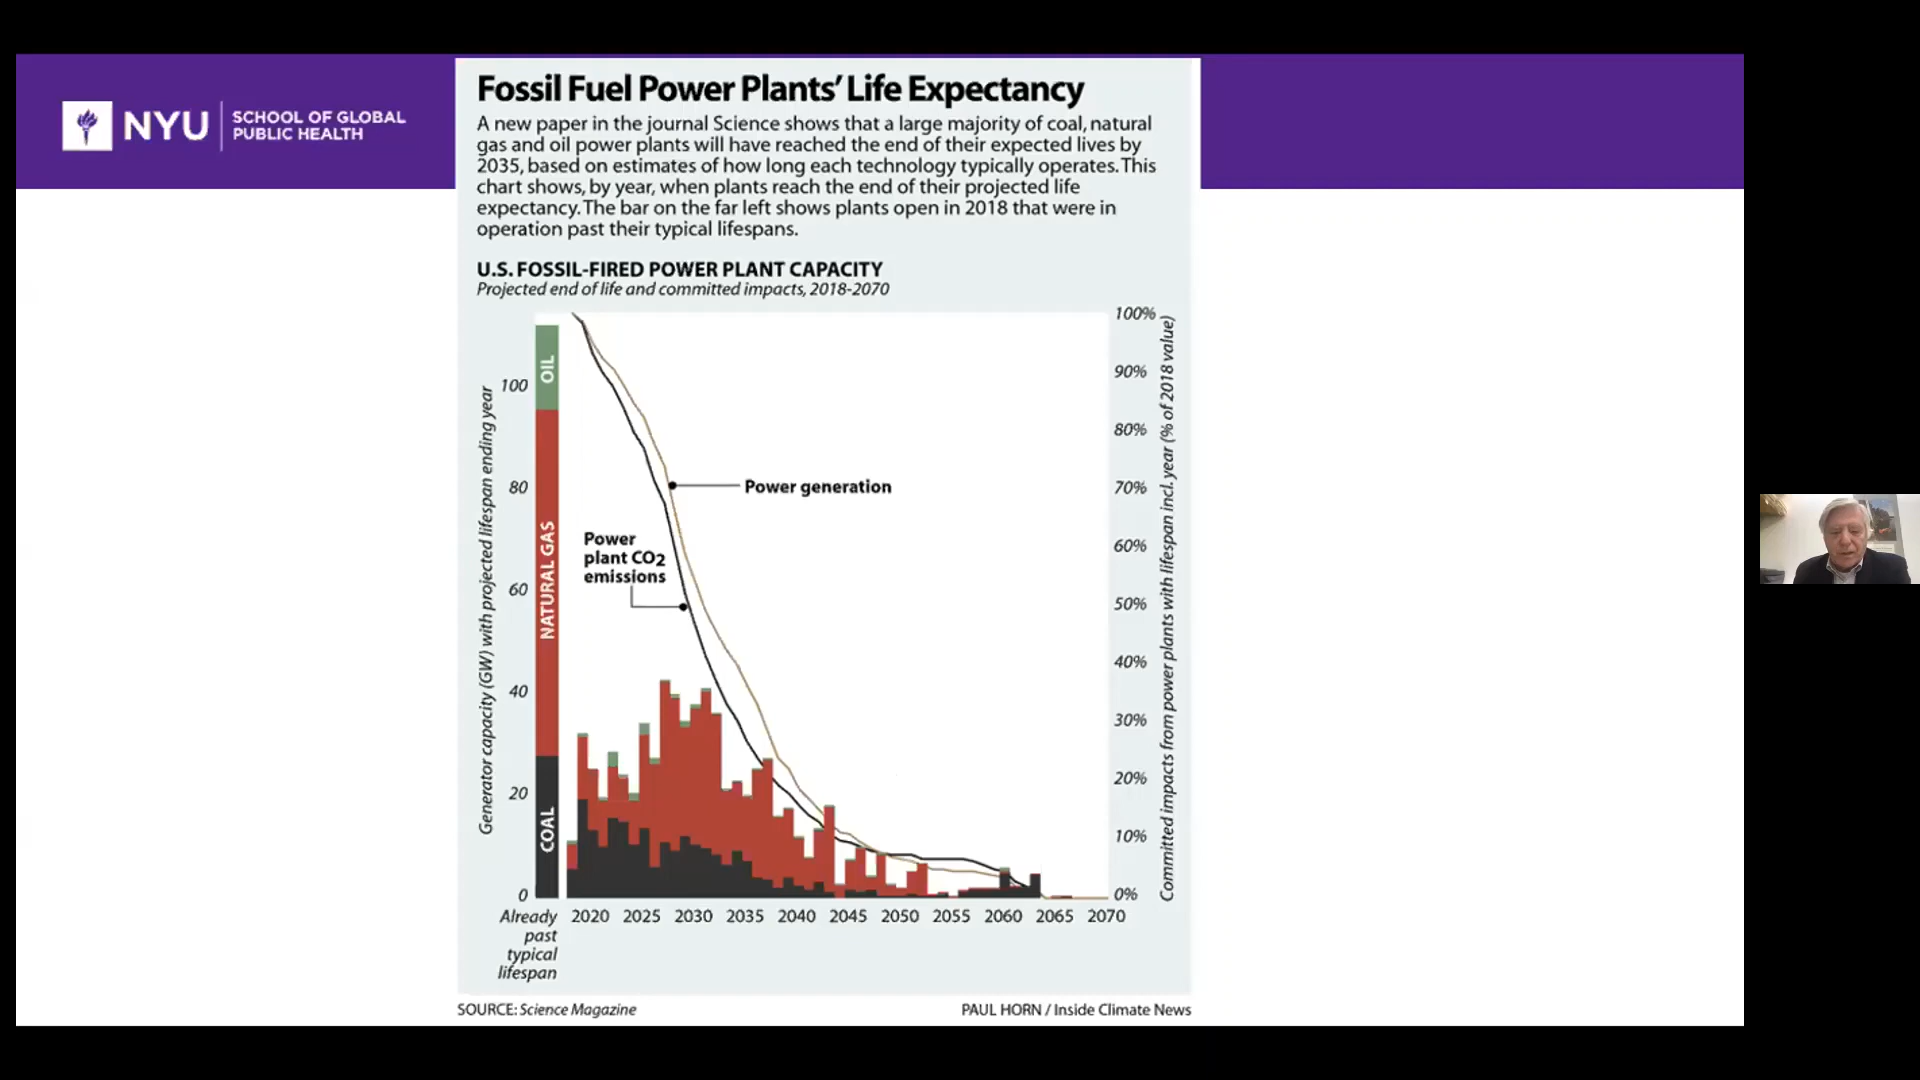 NYU
SCHOOL OF GLOBAL
PUBLIC HEALTH
Fossil Fuel Power Plants' Life Expectancy
A new paper in the journal Science shows that a large majority of coal, natural
gas and oil power plants will have reached the end of their expected lives by
2035, based on estimates of how long each technology typically operates. This
chart shows, by year, when plants reach the end of their projected life
expectancy. The bar on the far left shows plants open in 2018 that were in
operation past their typical lifespans.
U.S. FOSSIL-FIRED POWER PLANT CAPACITY
Projected end of life and committed impacts, 2018-2070
Generator capacity (GW) with projected lifespan ending year
100
80
60
40
20
0
OIL
NATURAL GAS
COAL
Power generation
Power
plant CO2
emissions
100%
90%
80%
70%
60%
50%
40%
30%
20%
10%
0%
Committed impacts from power plants with lifespan incl. year (% of 2018 value)
Already
past
typical
lifespan
2020 2025 2030 2035 2040 2045 2050 2055 2060 2065 2070
SOURCE: Science Magazine
PAUL HORN / Inside Climate News